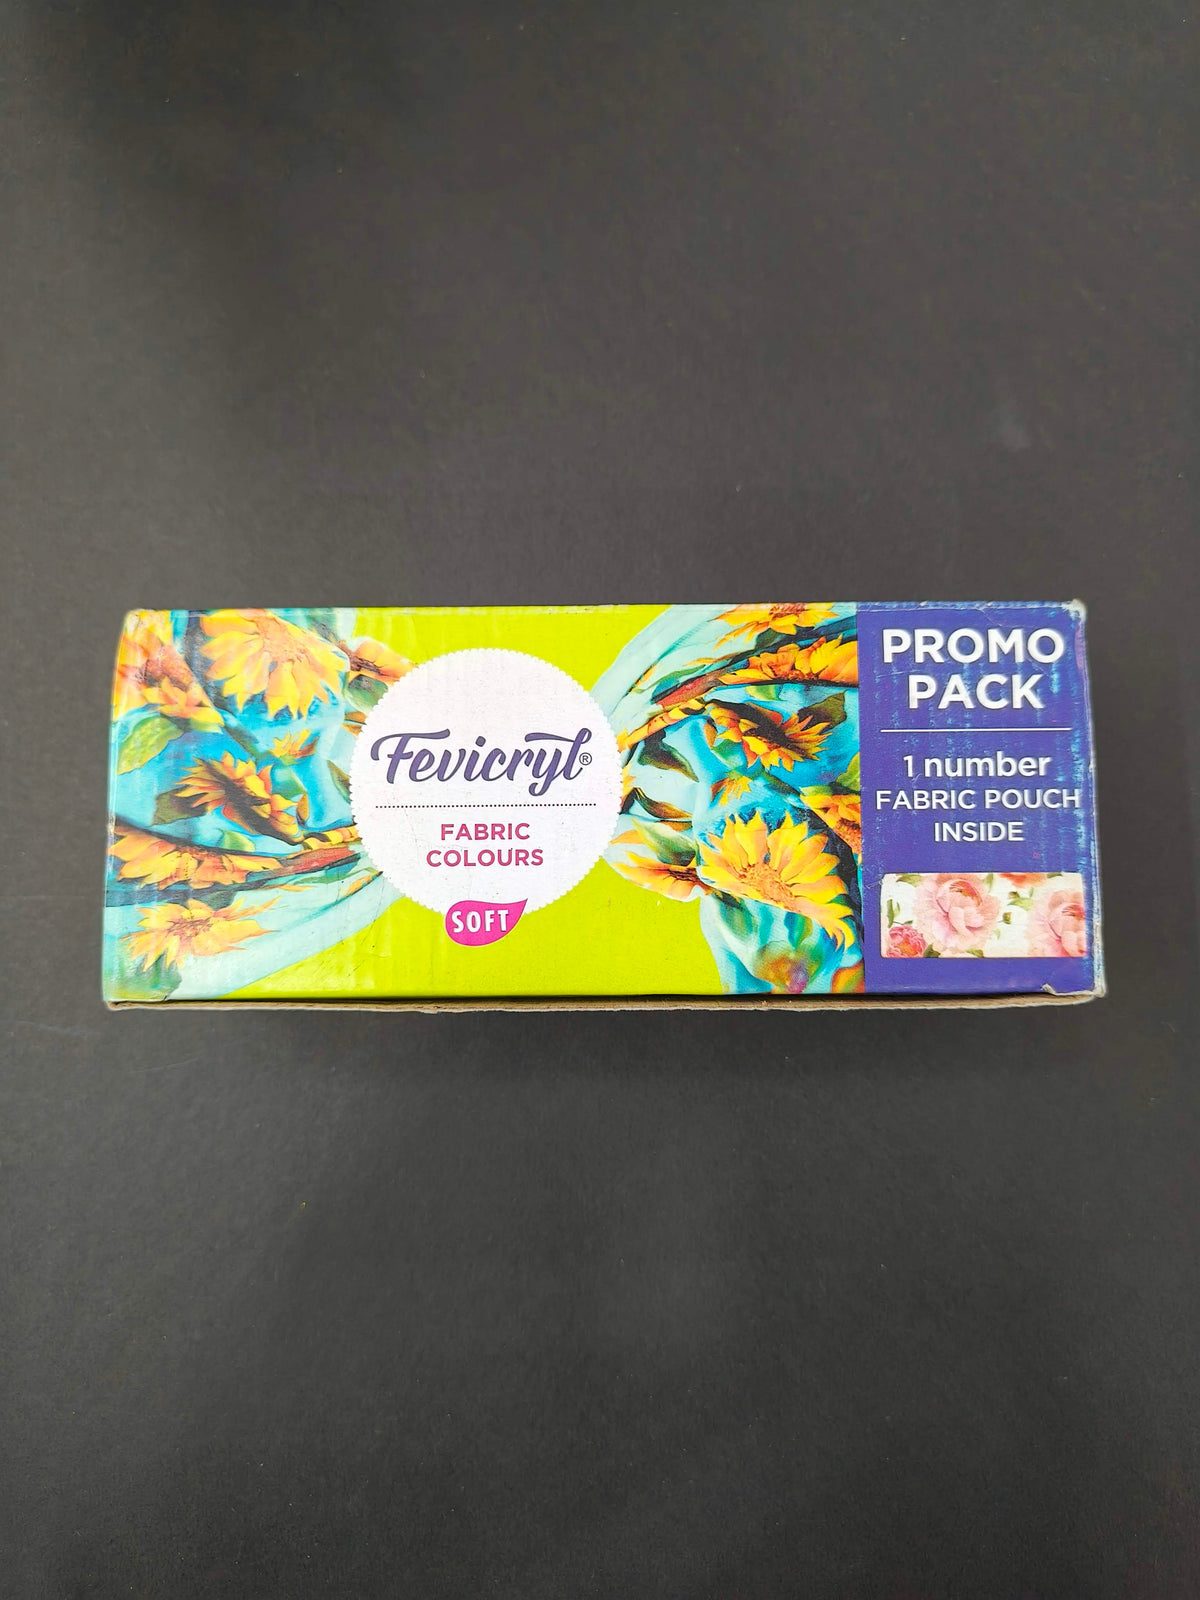 Fevicryl®
FABRIC
COLOURS
SOFT
PROMO
PACK
1 number
FABRIC POUCH
INSIDE